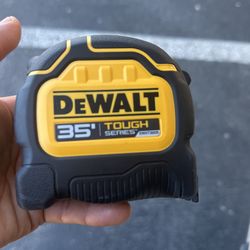 DEWALT
35' TOUGH
SERIES